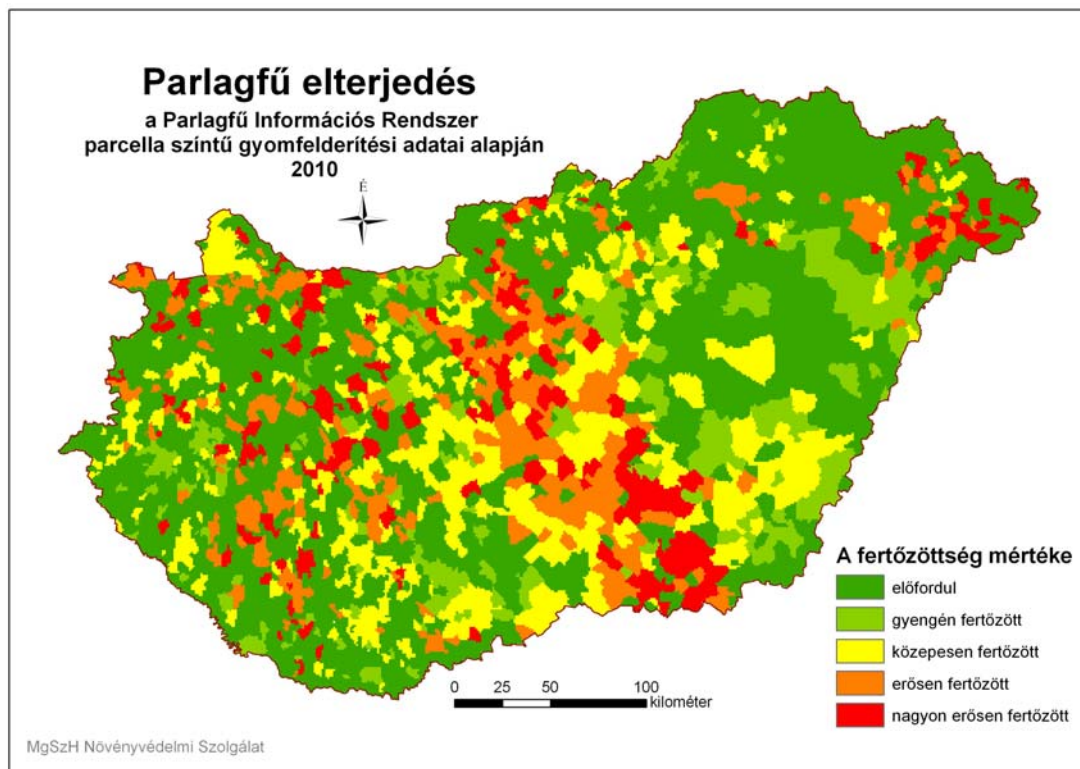 Parlagfű elterjedés
a Parlagfű Információs Rendszer
parcella színtű gyomfelderítési adatai alapján
2010
É
A fertőzöttség mértéke
előfordul
gyengén fertőzött
közepesen fertőzött
erősen fertőzött
nagyon erősen fertőzött
0 25 50 100
kilométer
MgSzH Növényvédelmi Szolgálat